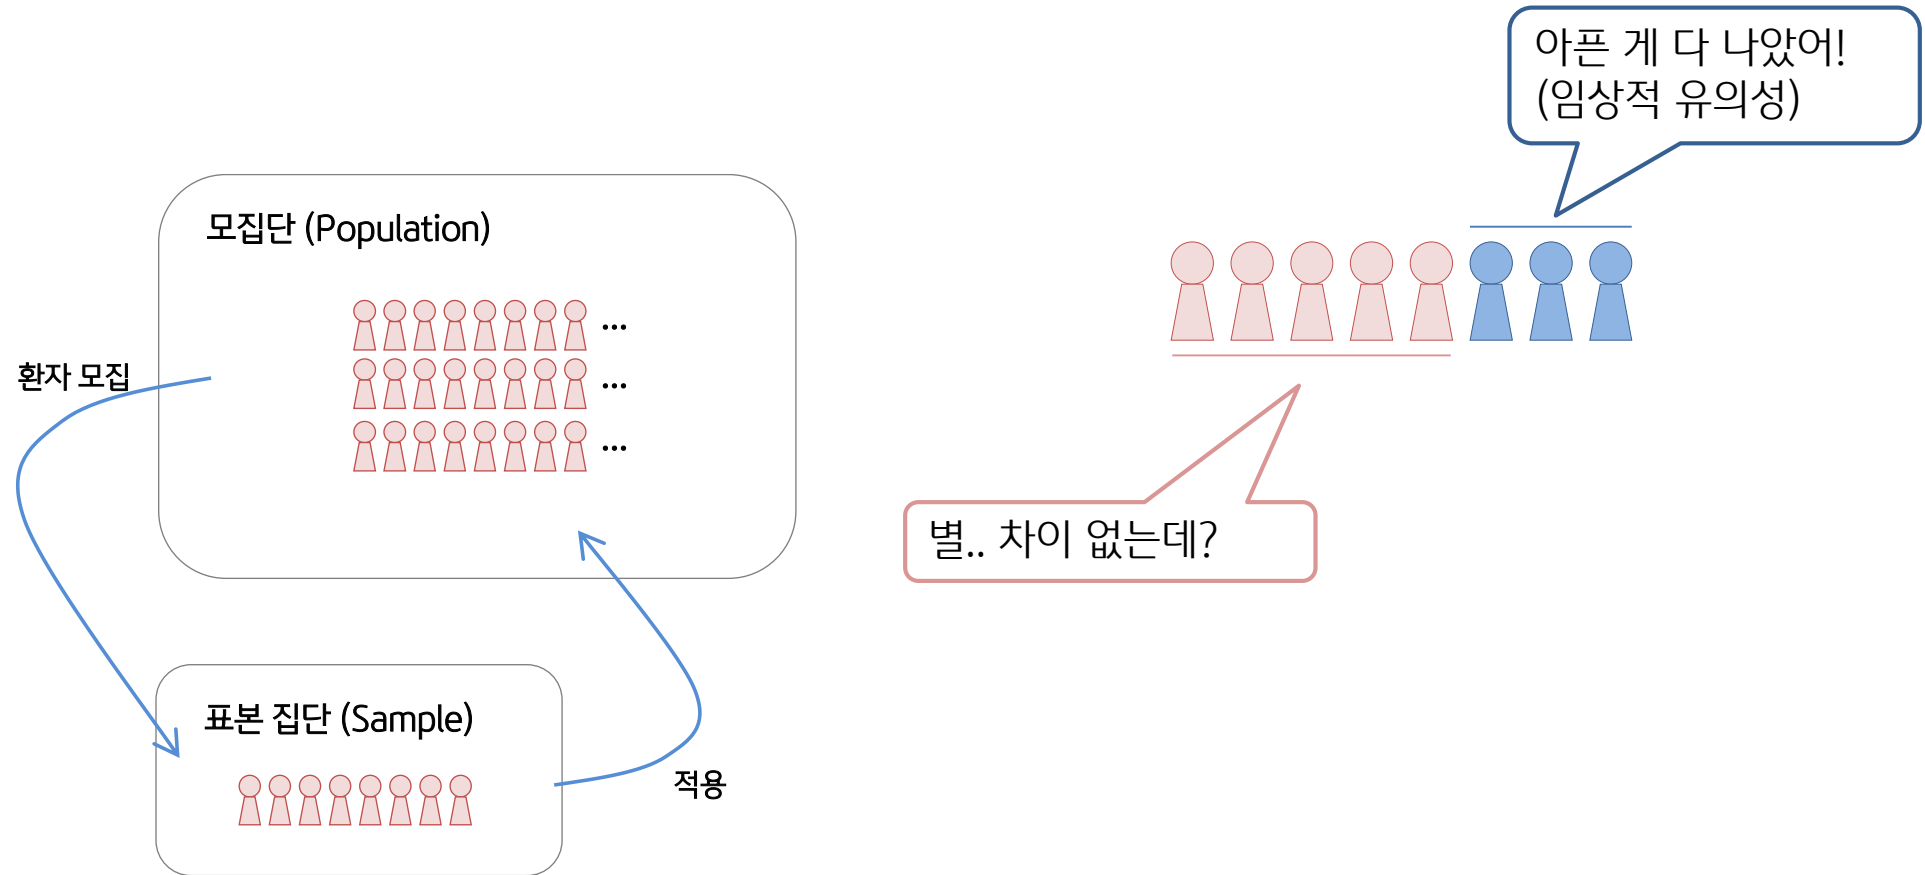 모집단 (Population)
...
...
...
환자 모집
표본 집단 (Sample)
적용
아픈 게 다 나았어!
(임상적 유의성)
별.. 차이 없는데?